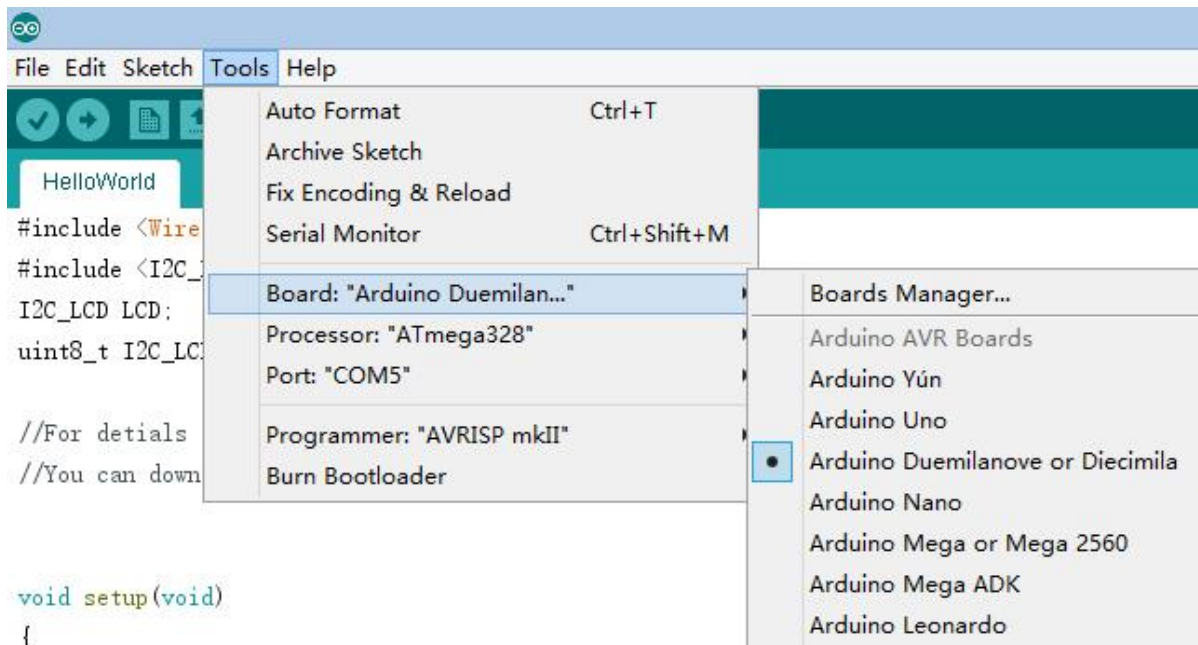 File Edit Sketch Tools Help
Auto Format Ctrl+T
Archive Sketch
Fix Encoding & Reload
Serial Monitor Ctrl+Shift+M
Board: "Arduino Duemilan..."
Processor: "ATmega328"
Port: "COM5"
Programmer: "AVRISP mkII"
Burn Bootloader
Boards Manager...
Arduino AVR Boards
Arduino Yún
Arduino Uno
Arduino Duemilanove or Diecimila
Arduino Nano
Arduino Mega or Mega 2560
Arduino Mega ADK
Arduino Leonardo
HelloWorld
#include <Wire
#include <I2C_
I2C_LCD LCD;
uint8_t I2C_LC
//For detials
//You can down
void setup(void)
{